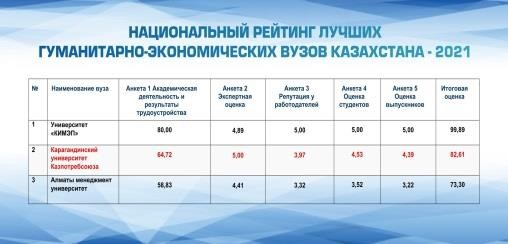 НАЦИОНАЛЬНЫЙ РЕЙТИНГ ЛУЧШИХ
ГУМАНИТАРНО-ЭКОНОМИЧЕСКИХ ВУЗОВ КАЗАХСТАНА - 2021
№ Наименование вуза Анкета 1 Академическая деятельность и результаты трудоустройства Анкета 2 Экспертная оценка Анкета 3 Репутация у работодателей Анкета 4 Оценка студентов Анкета 5 Оценка выпускников Итоговая оценка
1 Университет «КИМЭП» 80,00 4,89 5,00 5,00 5,00 99,89
2 Карагандинский университет Казпотребсоюза 64,72 5,00 3,97 4,53 4,39 82,61
3 Алматы менеджмент университет 58,83 4,41 3,32 3,52 3,22 73,30